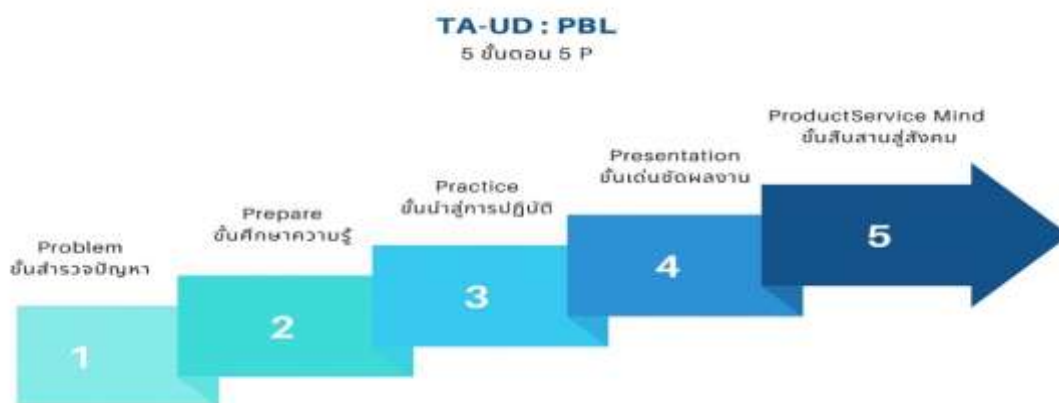 TA-UD : PBL
5 ขั้นตอน 5 P
Problem
ขั้นสำรวจปัญหา
1
Prepare
ขั้นศึกษาความรู้
2
Practice
ขั้นนำสู่การปฏิบัติ
3
Presentation
ขั้นเด่นชัดผลงาน
4
ProductService Mind
ขั้นสืบสานสู่สังคม
5